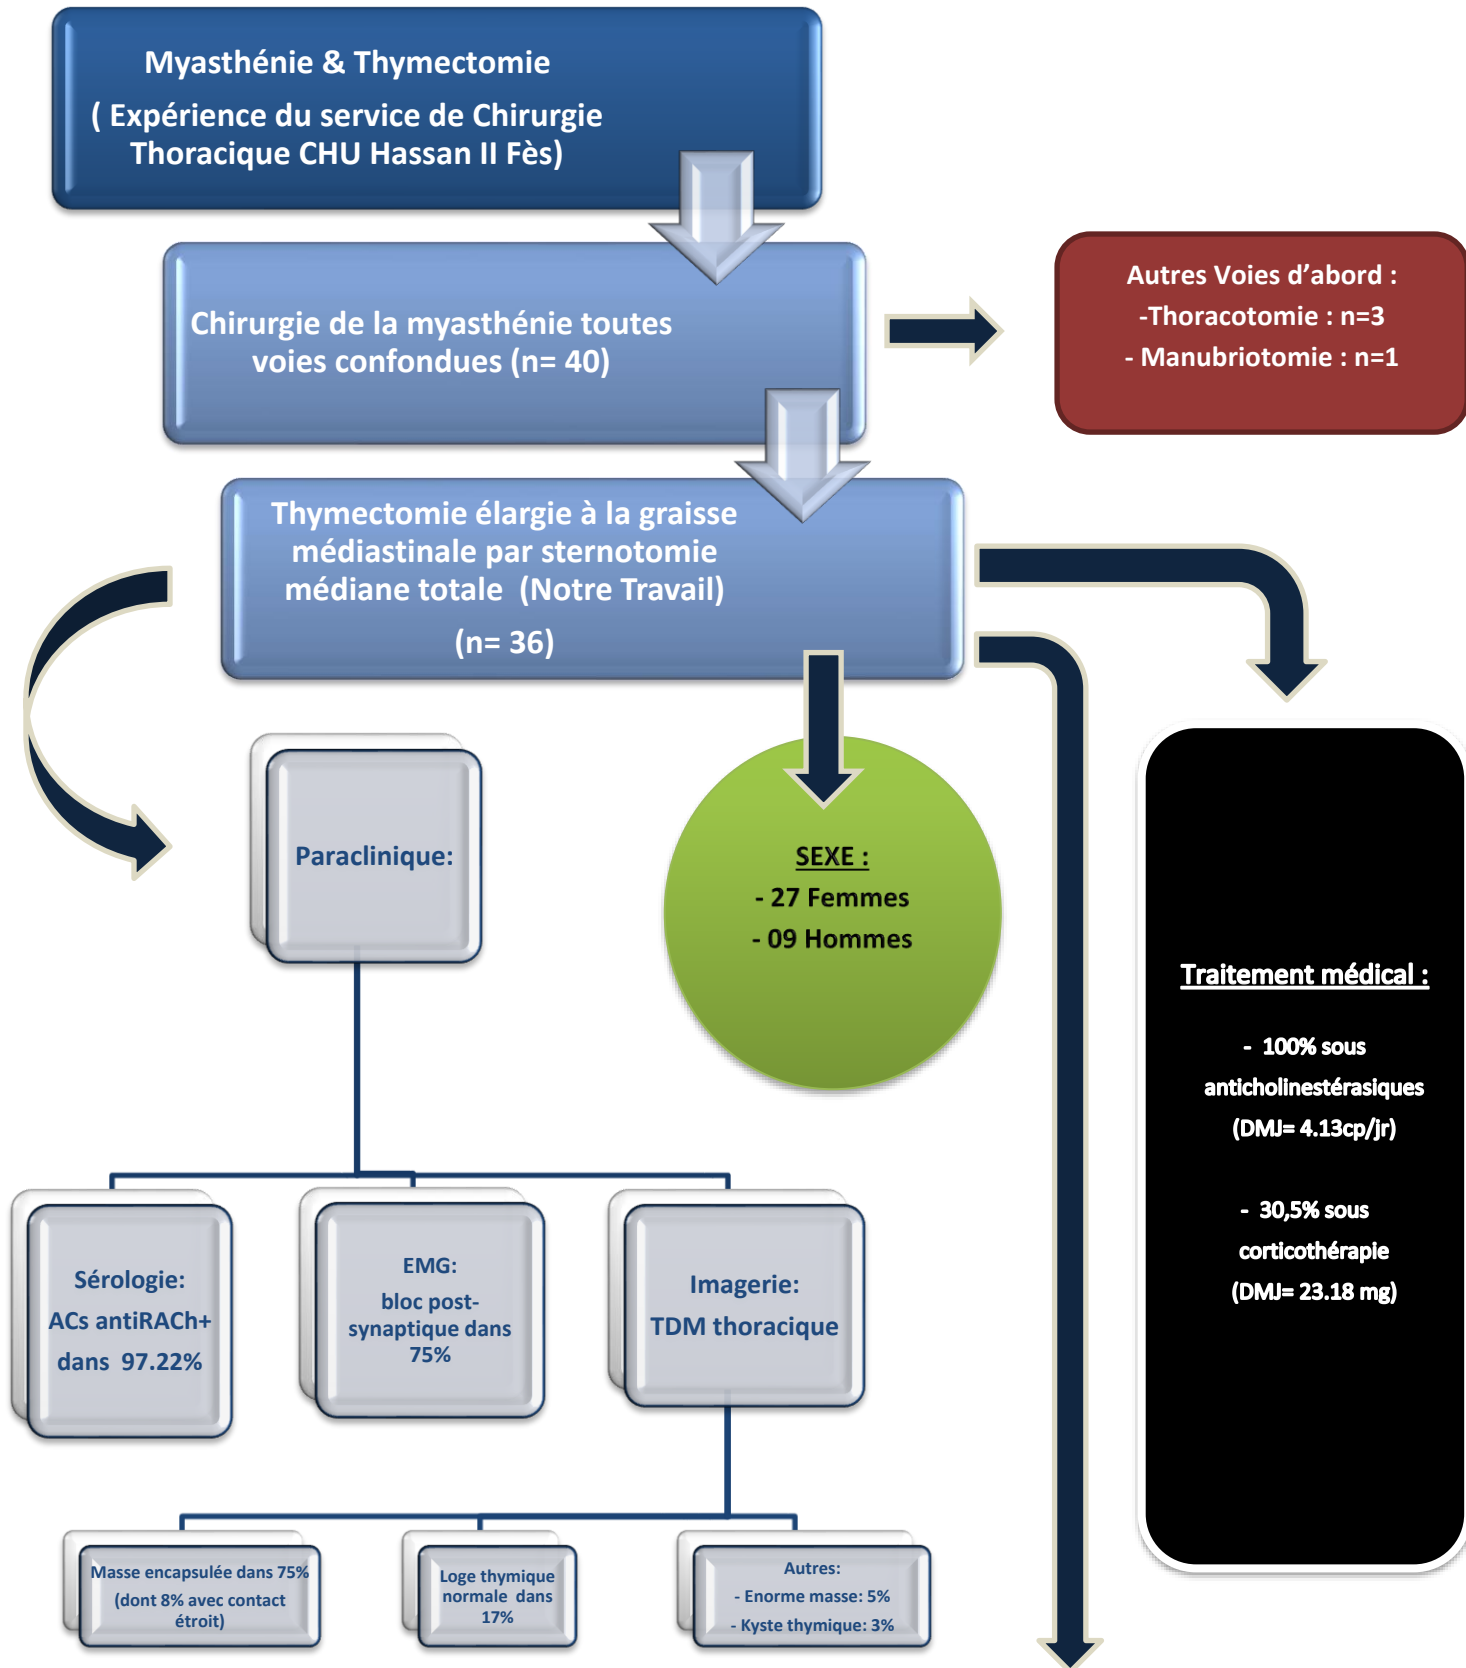 Myasthénie & Thymectomie
( Expérience du service de Chirurgie
Thoracique CHU Hassan II Fès)
Chirurgie de la myasthénie toutes
voies confondues (n= 40)
Autres Voies d’abord :
-Thoracotomie : n=3
- Manubriotomie : n=1
Thymectomie élargie à la graisse
médiastinale par sternotomie
médiane totale (Notre Travail)
(n= 36)
Paraclinique:
SEXE :
- 27 Femmes
- 09 Hommes
Traitement médical :
- 100% sous
anticholinestérasiques
(DMJ= 4.13cp/jr)
- 30,5% sous
corticothérapie
(DMJ= 23.18 mg)
Sérologie:
ACs antiRACh+
dans 97.22%
EMG:
bloc post-
synaptique dans
75%
Imagerie:
TDM thoracique
Masse encapsulée dans 75%
(dont 8% avec contact
étroit)
Loge thymique
normale dans
17%
Autres:
- Enorme masse: 5%
- Kyste thymique: 3%